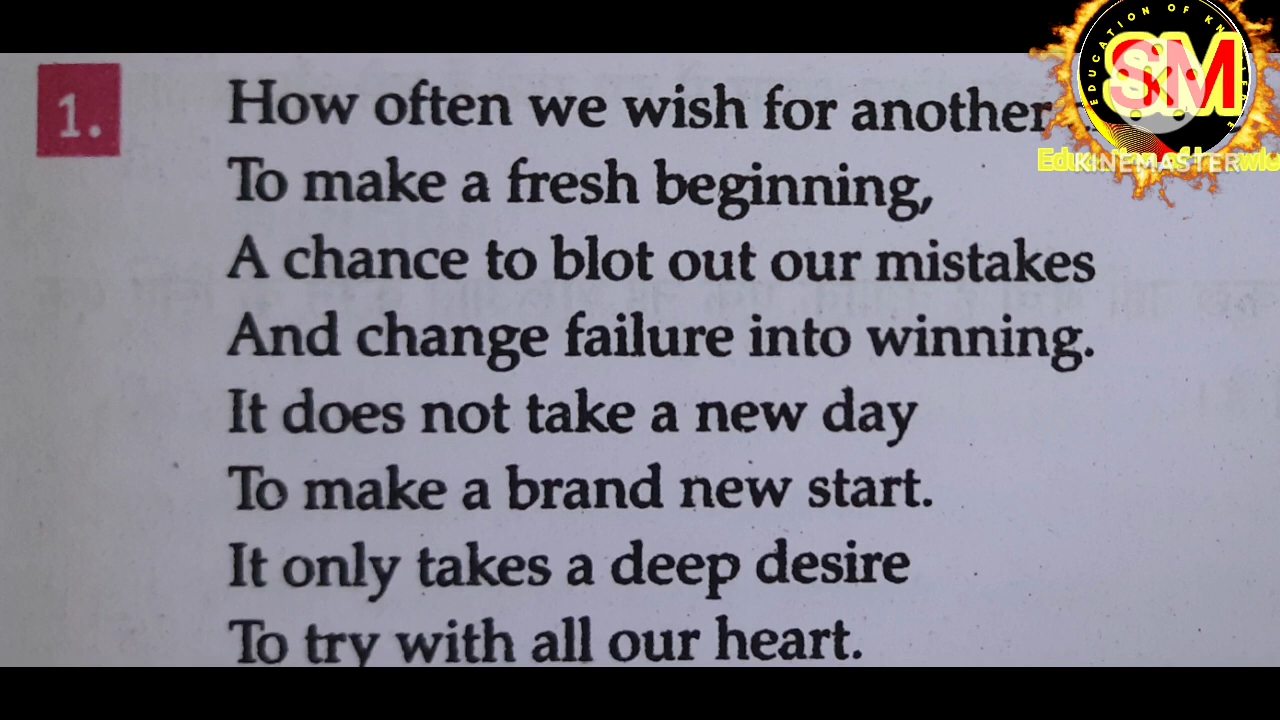 1.
How often we wish for another
To make a fresh beginning,
A chance to blot out our mistakes
And change failure into winning.
It does not take a new day
To make a brand new start.
It only takes a deep desire
To try with all our heart.
EDUCATION OF
SM
KINEMASTER